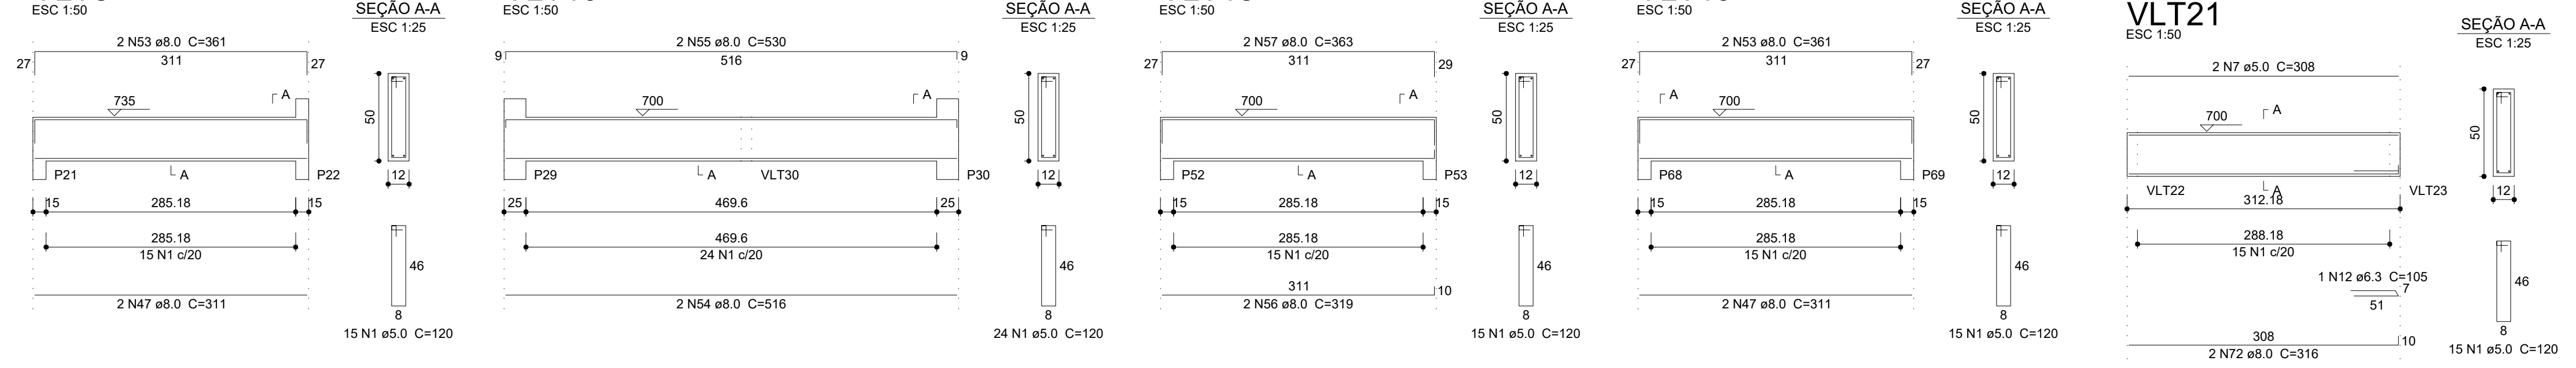 ESC 1:50
SEÇÃO A-A
ESC 1:25
2 N53 ø8.0 C=361
27
311
27
735
A
50
P21
A
P22
12
15
285.18
15
285.18
15 N1 c/20
46
2 N47 ø8.0 C=311
8
15 N1 ø5.0 C=120
ESC 1:50
SEÇÃO A-A
ESC 1:25
2 N55 ø8.0 C=530
9
516
9
700
A
50
P29
A
VLT30
P30
12
25
469.6
25
469.6
24 N1 c/20
46
2 N54 ø8.0 C=516
8
24 N1 ø5.0 C=120
ESC 1:50
SEÇÃO A-A
ESC 1:25
2 N57 ø8.0 C=363
27
311
29
700
A
50
P52
A
P53
12
15
285.18
15
285.18
15 N1 c/20
46
311
10
2 N56 ø8.0 C=319
8
15 N1 ø5.0 C=120
ESC 1:50
SEÇÃO A-A
ESC 1:25
2 N53 ø8.0 C=361
27
311
27
A
700
50
P68
A
P69
12
15
285.18
15
285.18
15 N1 c/20
46
2 N47 ø8.0 C=311
8
15 N1 ø5.0 C=120
VLT21
ESC 1:50
SEÇÃO A-A
ESC 1:25
2 N7 ø5.0 C=308
700
A
50
VLT22
A
VLT23
12
312.18
288.18
15 N1 c/20
1 N12 ø6.3 C=105
7
51
46
308
10
2 N72 ø8.0 C=316
8
15 N1 ø5.0 C=120